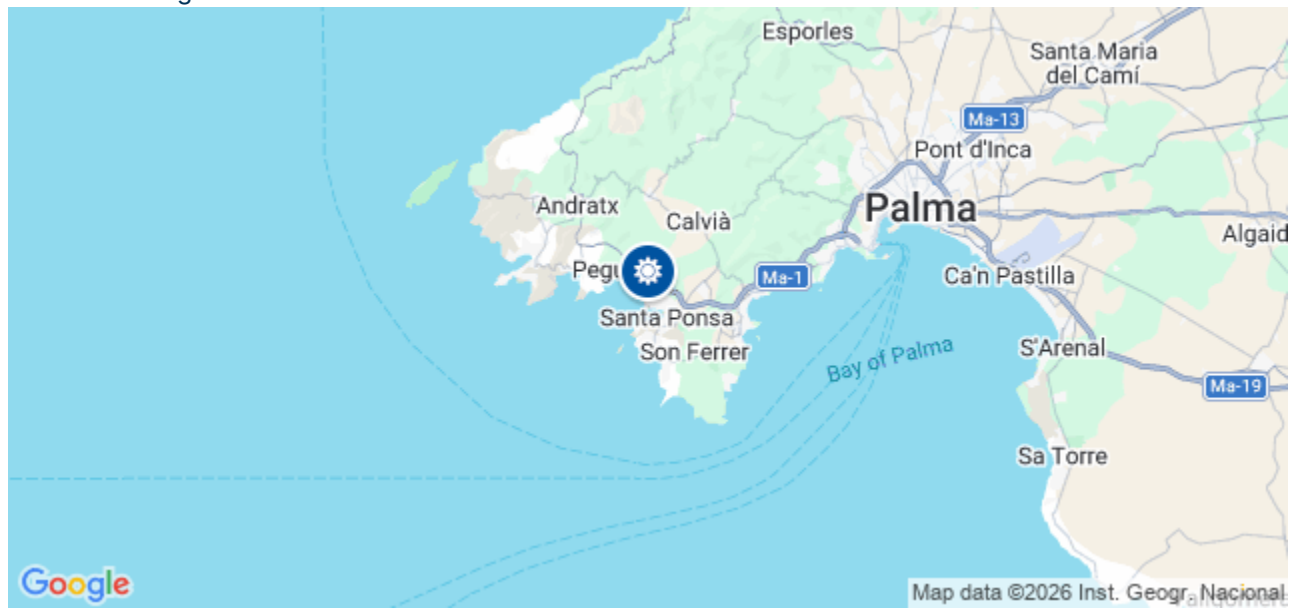 Esporles
Santa Maria
del Camí
Ma-13
Pont d'Inca
Andratx
Calvià
Palma
Algaid
Pegu
Ma-1
Ca'n Pastilla
Santa Ponsa
Son Ferrer
S'Arenal
Bay of Palma
Ma-19
Sa Torre
Google
Map data ©2026 Inst. Geogr. Nacional